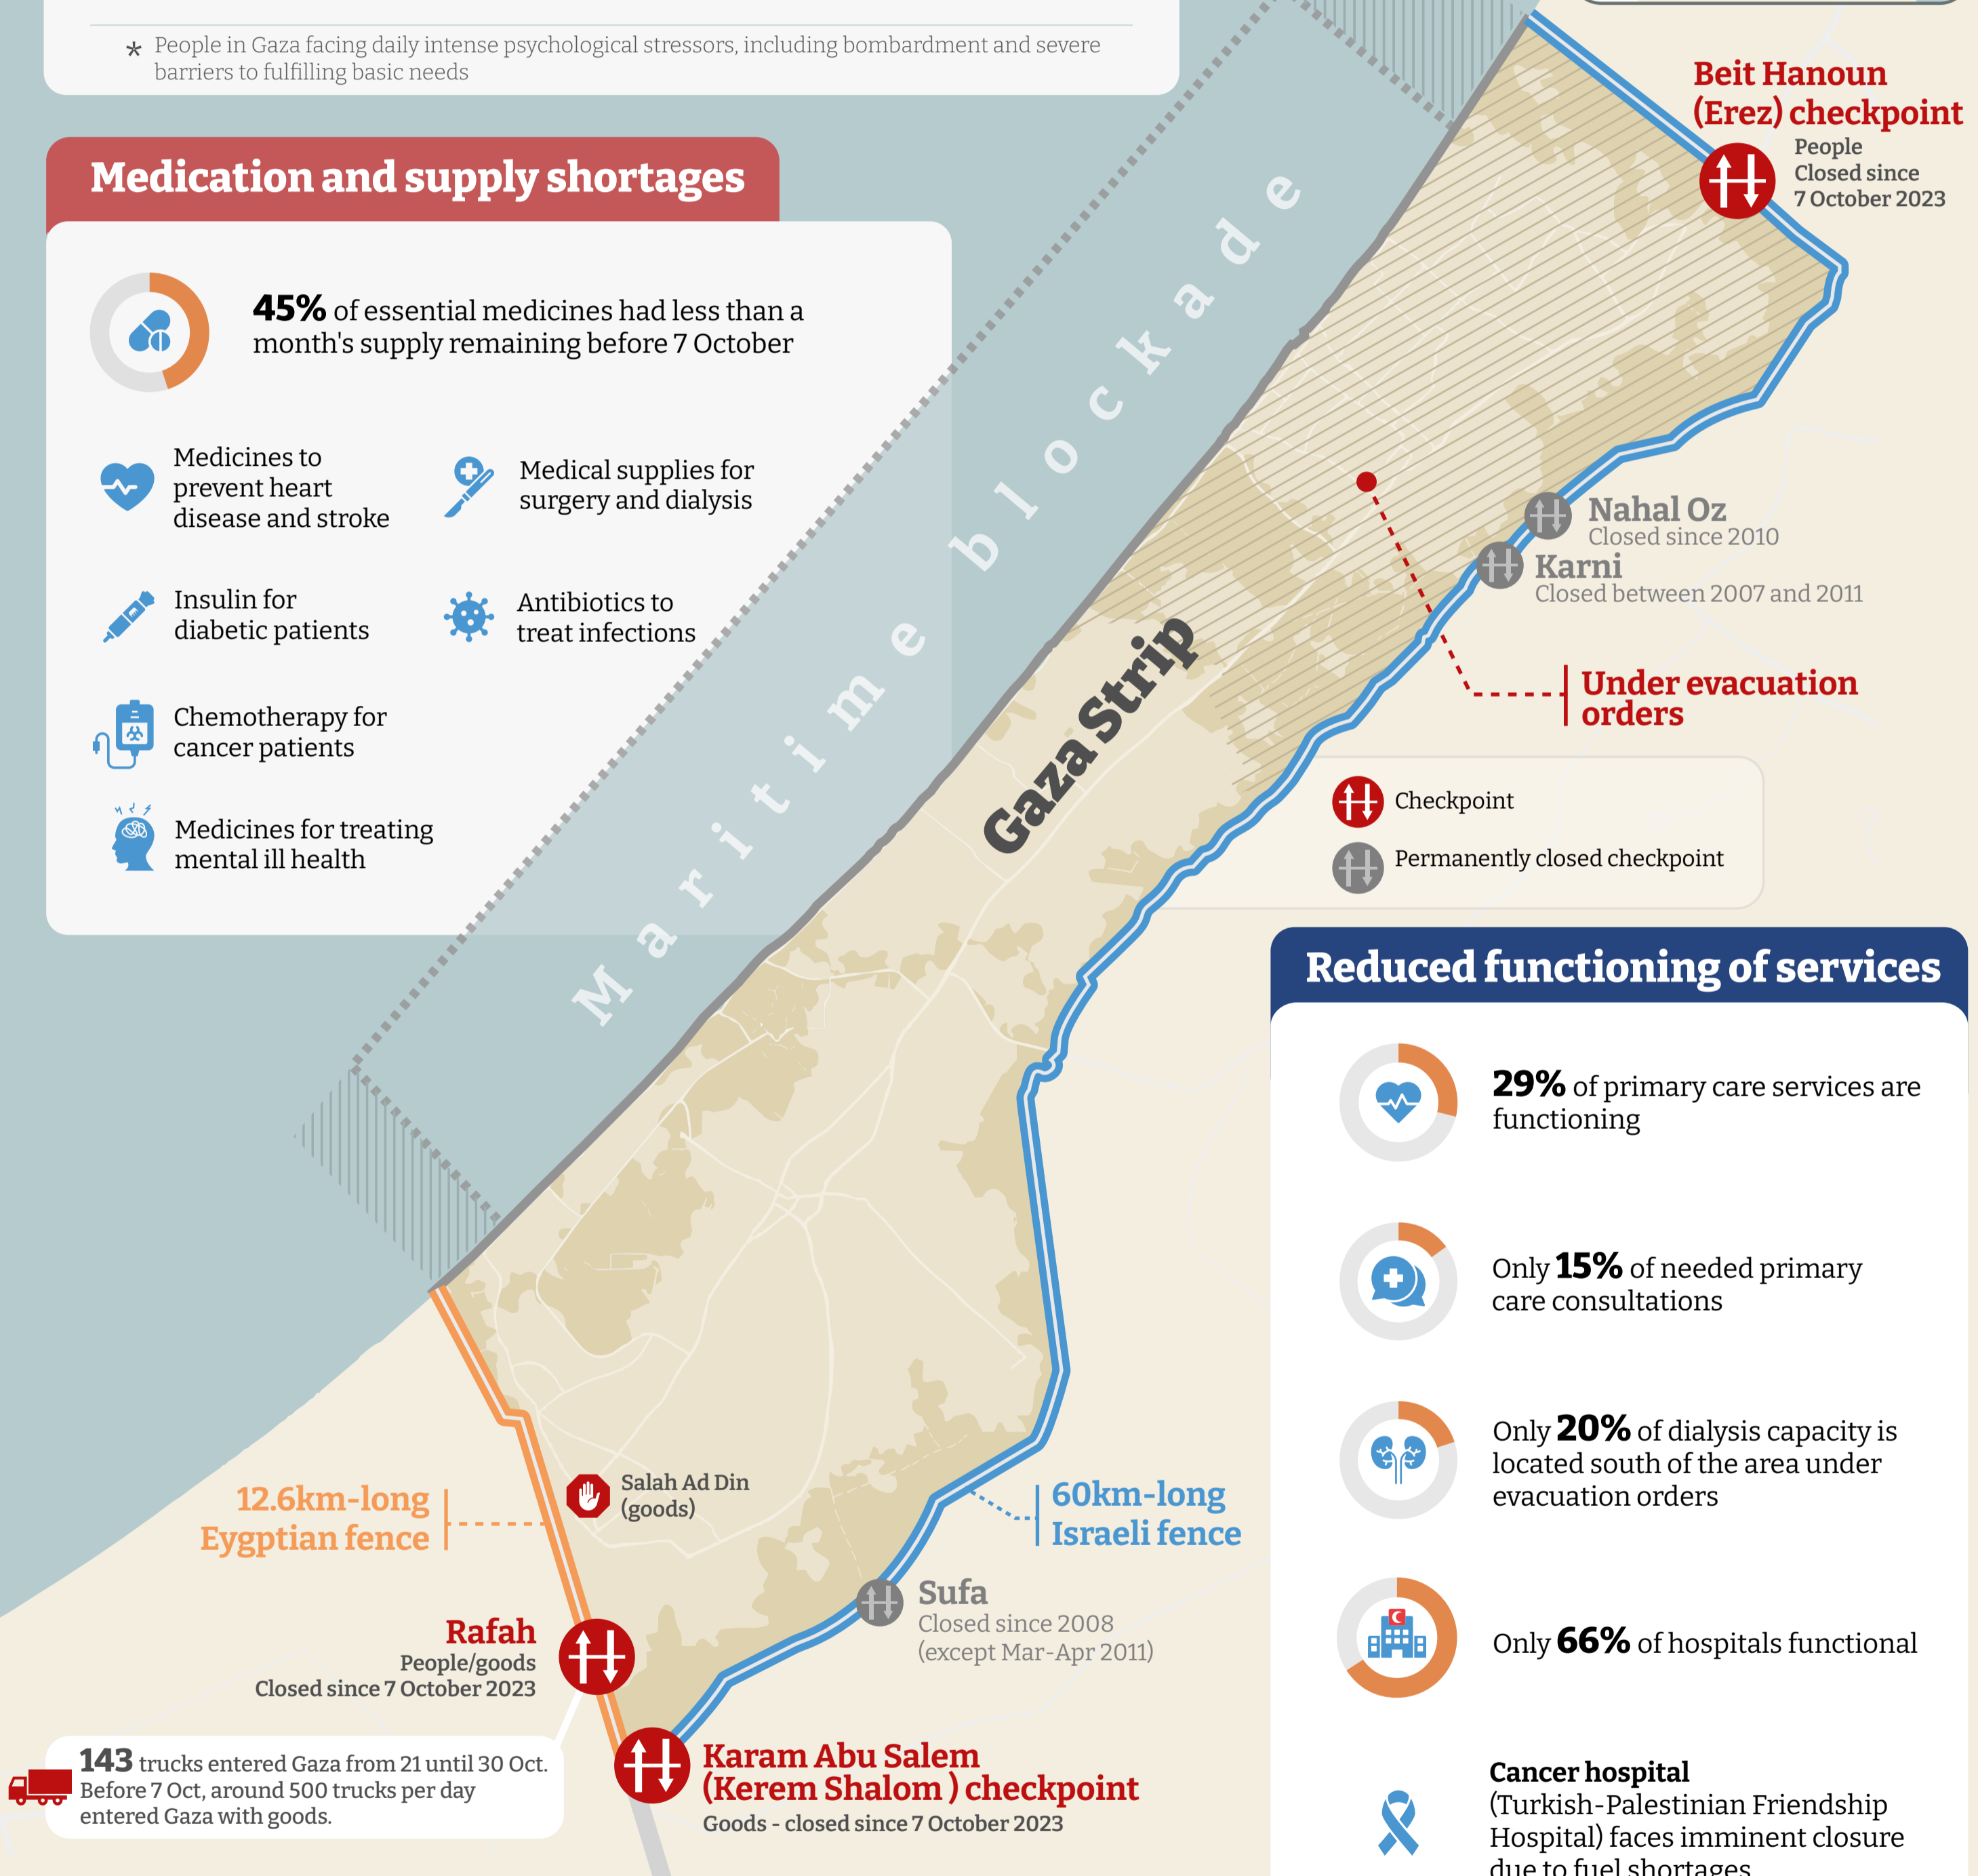 * People in Gaza facing daily intense psychological stressors, including bombardment and severe
barriers to fulfilling basic needs
Medication and supply shortages
45% of essential medicines had less than a
month's supply remaining before 7 October
Medicines to
prevent heart
disease and stroke
Medical supplies for
surgery and dialysis
Insulin for
diabetic patients
Antibiotics to
treat infections
Chemotherapy for
cancer patients
Medicines for treating
mental ill health
Maritime blockade
Gaza Strip
Beit Hanoun
(Erez) checkpoint
People
Closed since
7 October 2023
Nahal Oz
Closed since 2010
Karni
Closed between 2007 and 2011
Under evacuation
orders
Checkpoint
Permanently closed checkpoint
Reduced functioning of services
29% of primary care services are
functioning
Only 15% of needed primary
care consultations
Only 20% of dialysis capacity is
located south of the area under
evacuation orders
Only 66% of hospitals functional
Cancer hospital
(Turkish-Palestinian Friendship
Hospital) faces imminent closure
due to fuel shortages
12.6km-long
Eygptian fence
Salah Ad Din
(goods)
60km-long
Israeli fence
Sufa
Closed since 2008
(except Mar-Apr 2011)
Rafah
People/goods
Closed since 7 October 2023
143 trucks entered Gaza from 21 until 30 Oct.
Before 7 Oct, around 500 trucks per day
entered Gaza with goods.
Karam Abu Salem
(Kerem Shalom ) checkpoint
Goods - closed since 7 October 2023